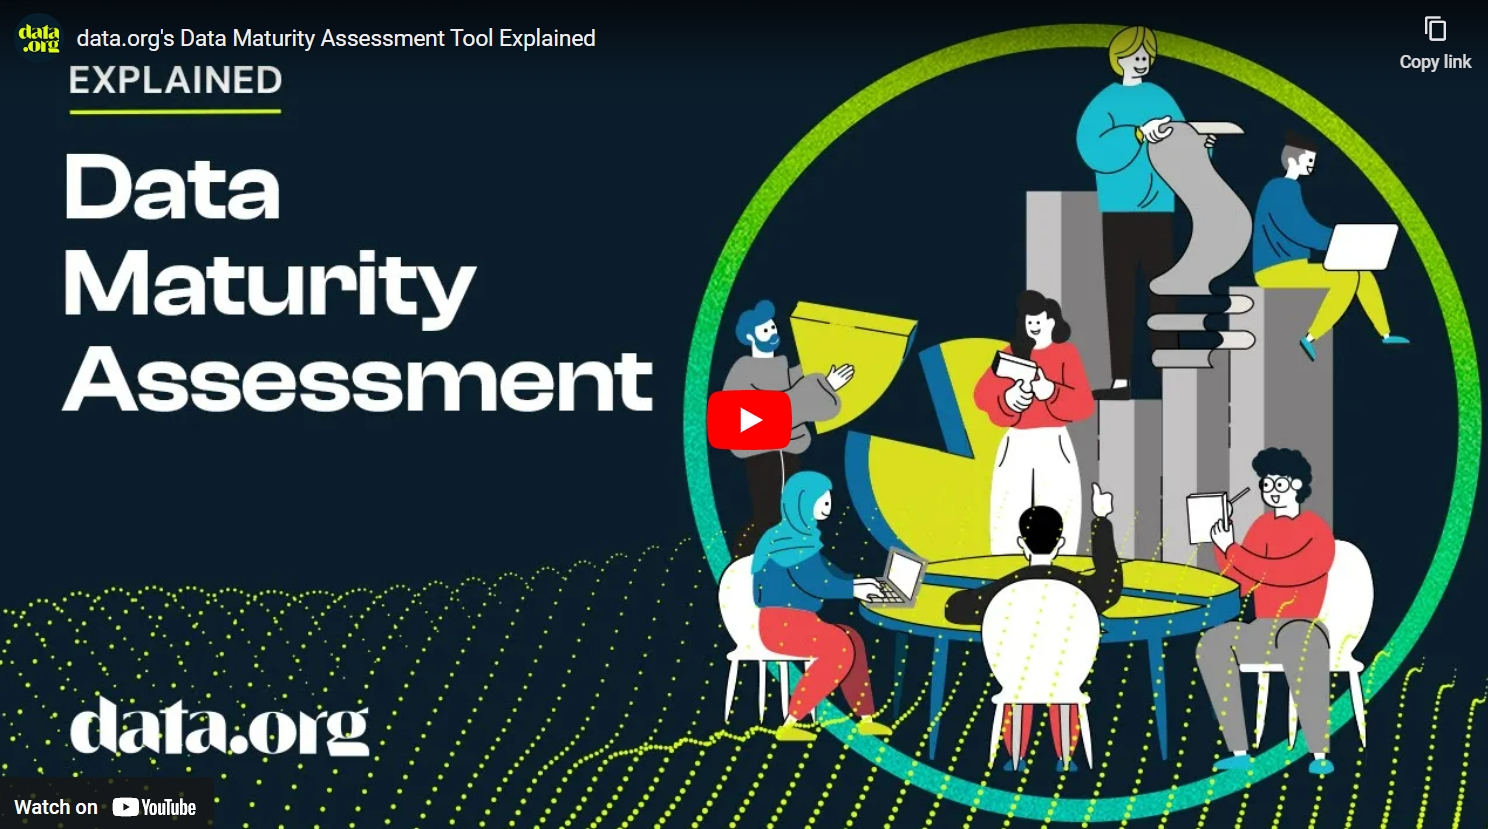 data
.org
data.org's Data Maturity Assessment Tool Explained
Copy link
EXPLAINED
Data
Maturity
Assessment
data.org
Watch on YouTube